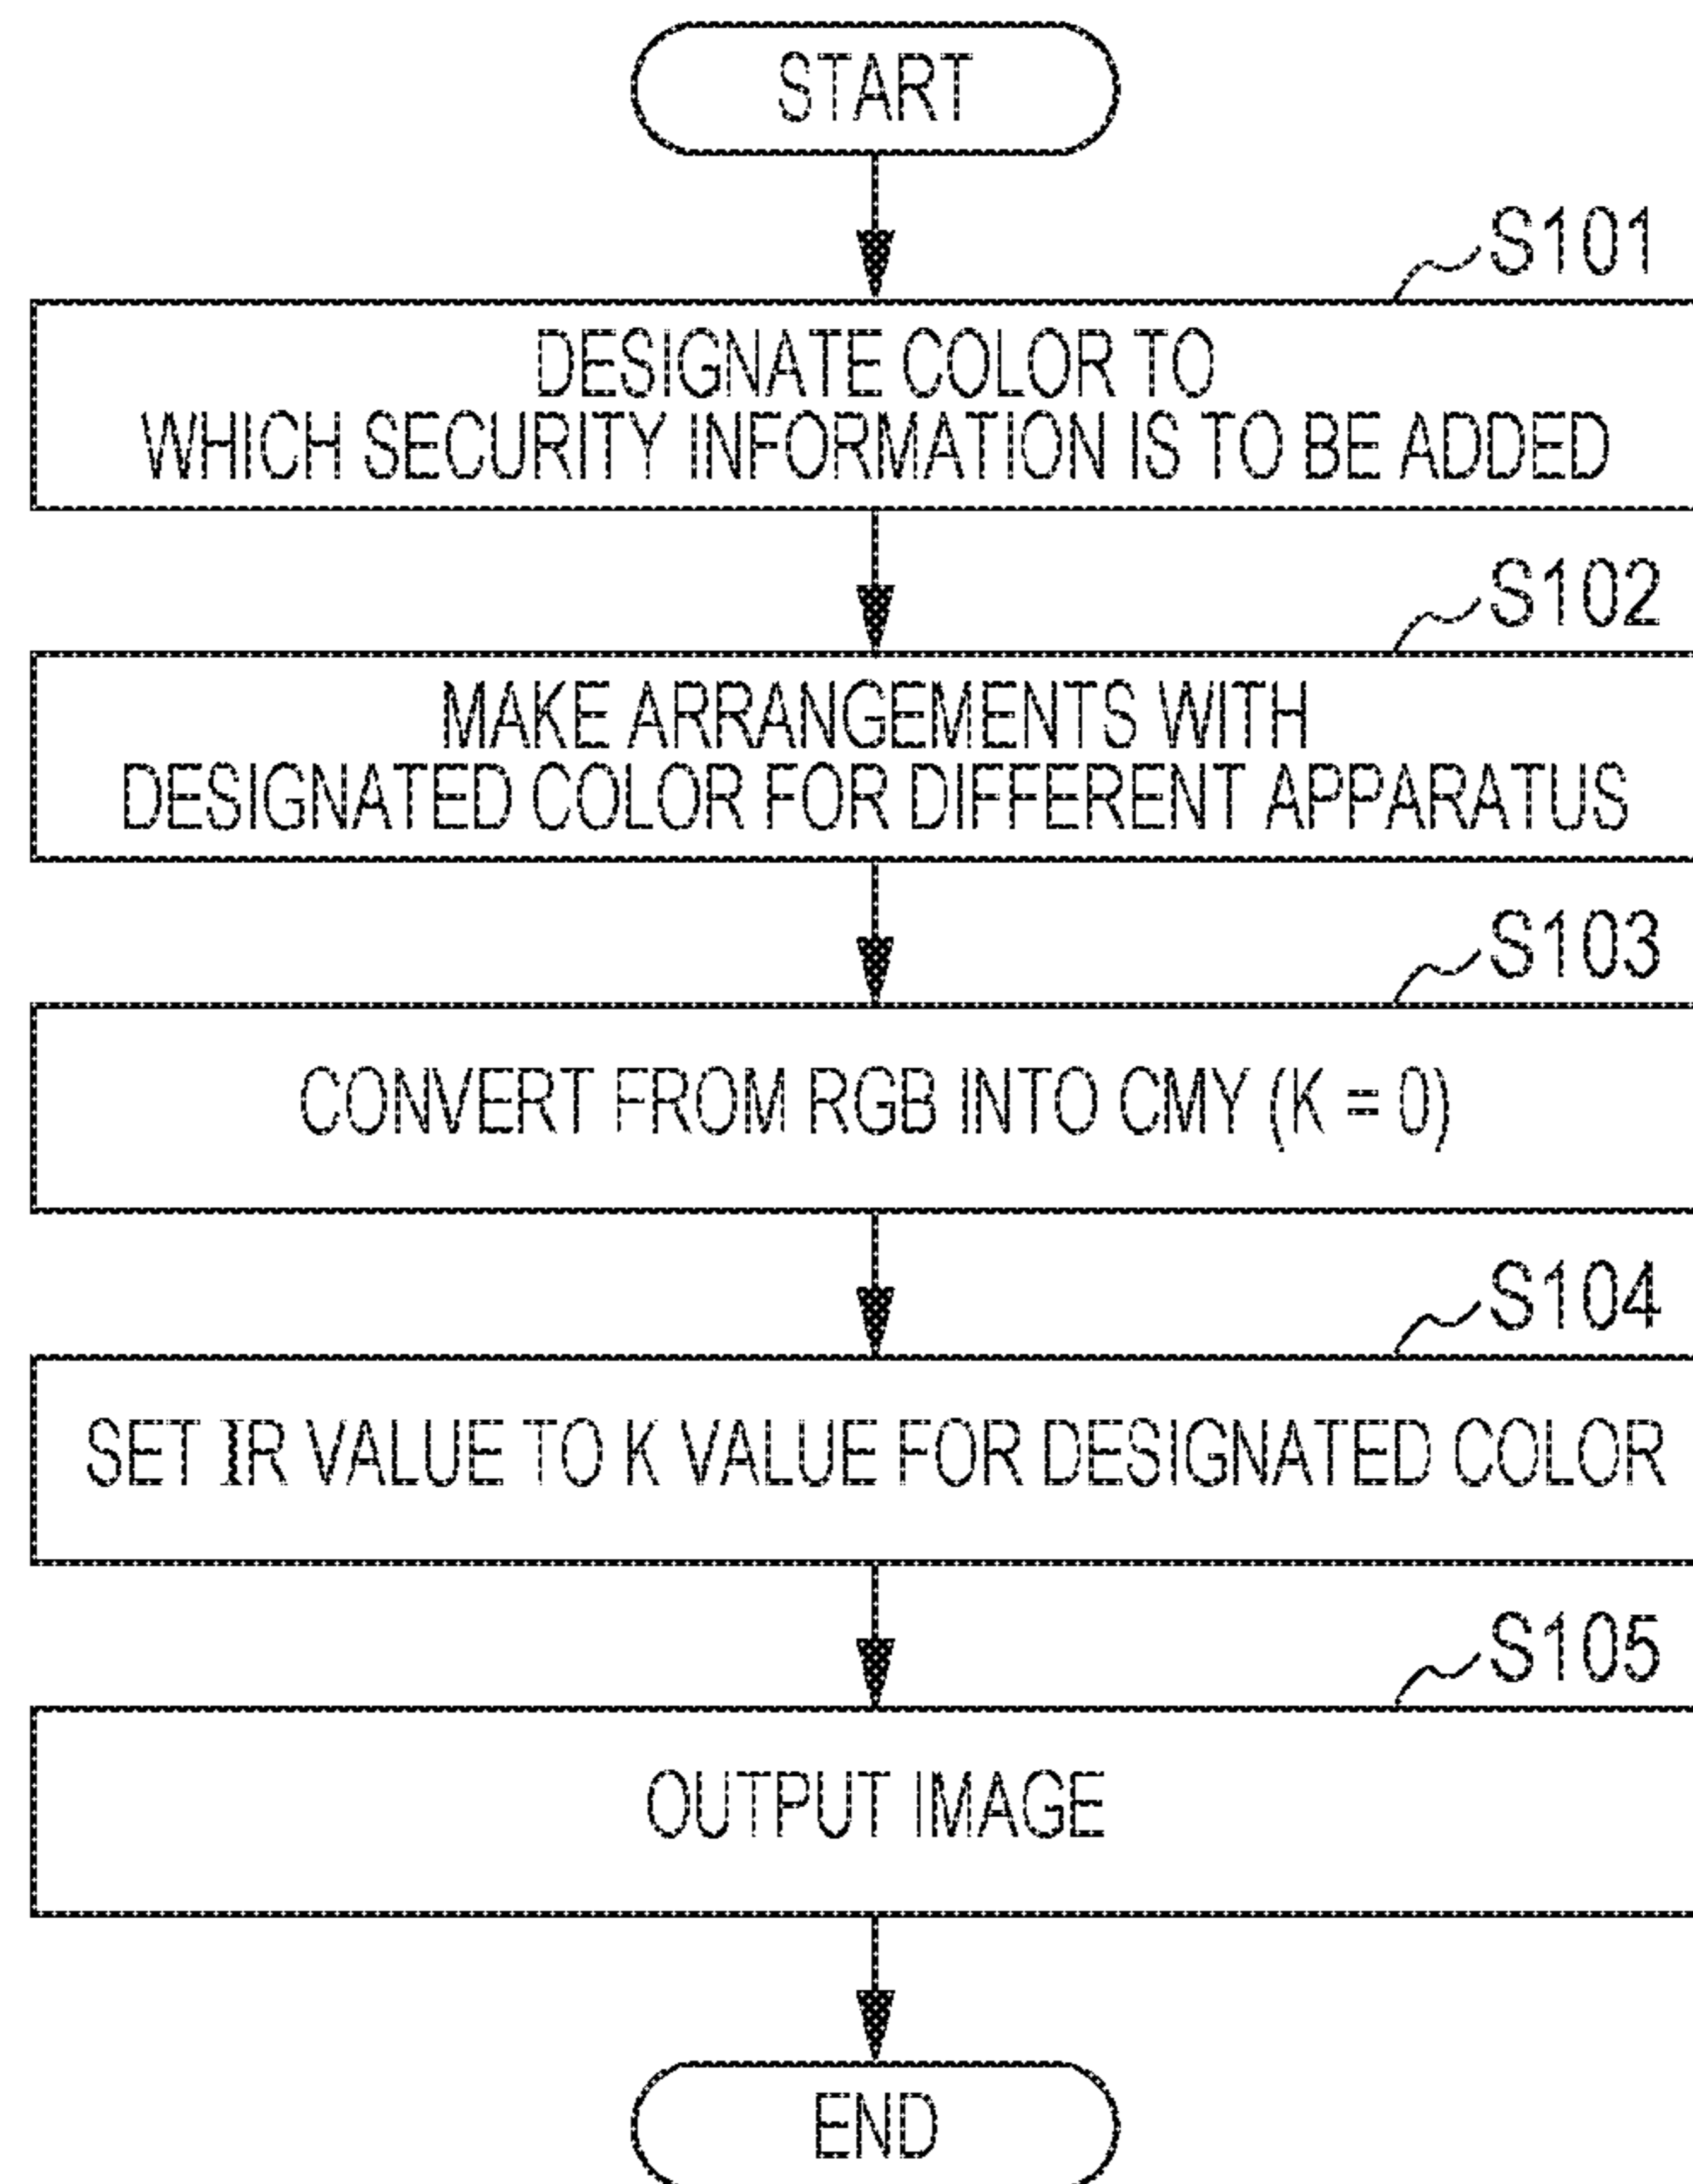 START
S101
DESIGNATE COLOR TO
WHICH SECURITY INFORMATION IS TO BE ADDED
S102
MAKE ARRANGEMENTS WITH
DESIGNATED COLOR FOR DIFFERENT APPARATUS
S103
CONVERT FROM RGB INTO CMY (K = 0)
S104
SET IR VALUE TO K VALUE FOR DESIGNATED COLOR
S105
OUTPUT IMAGE
END